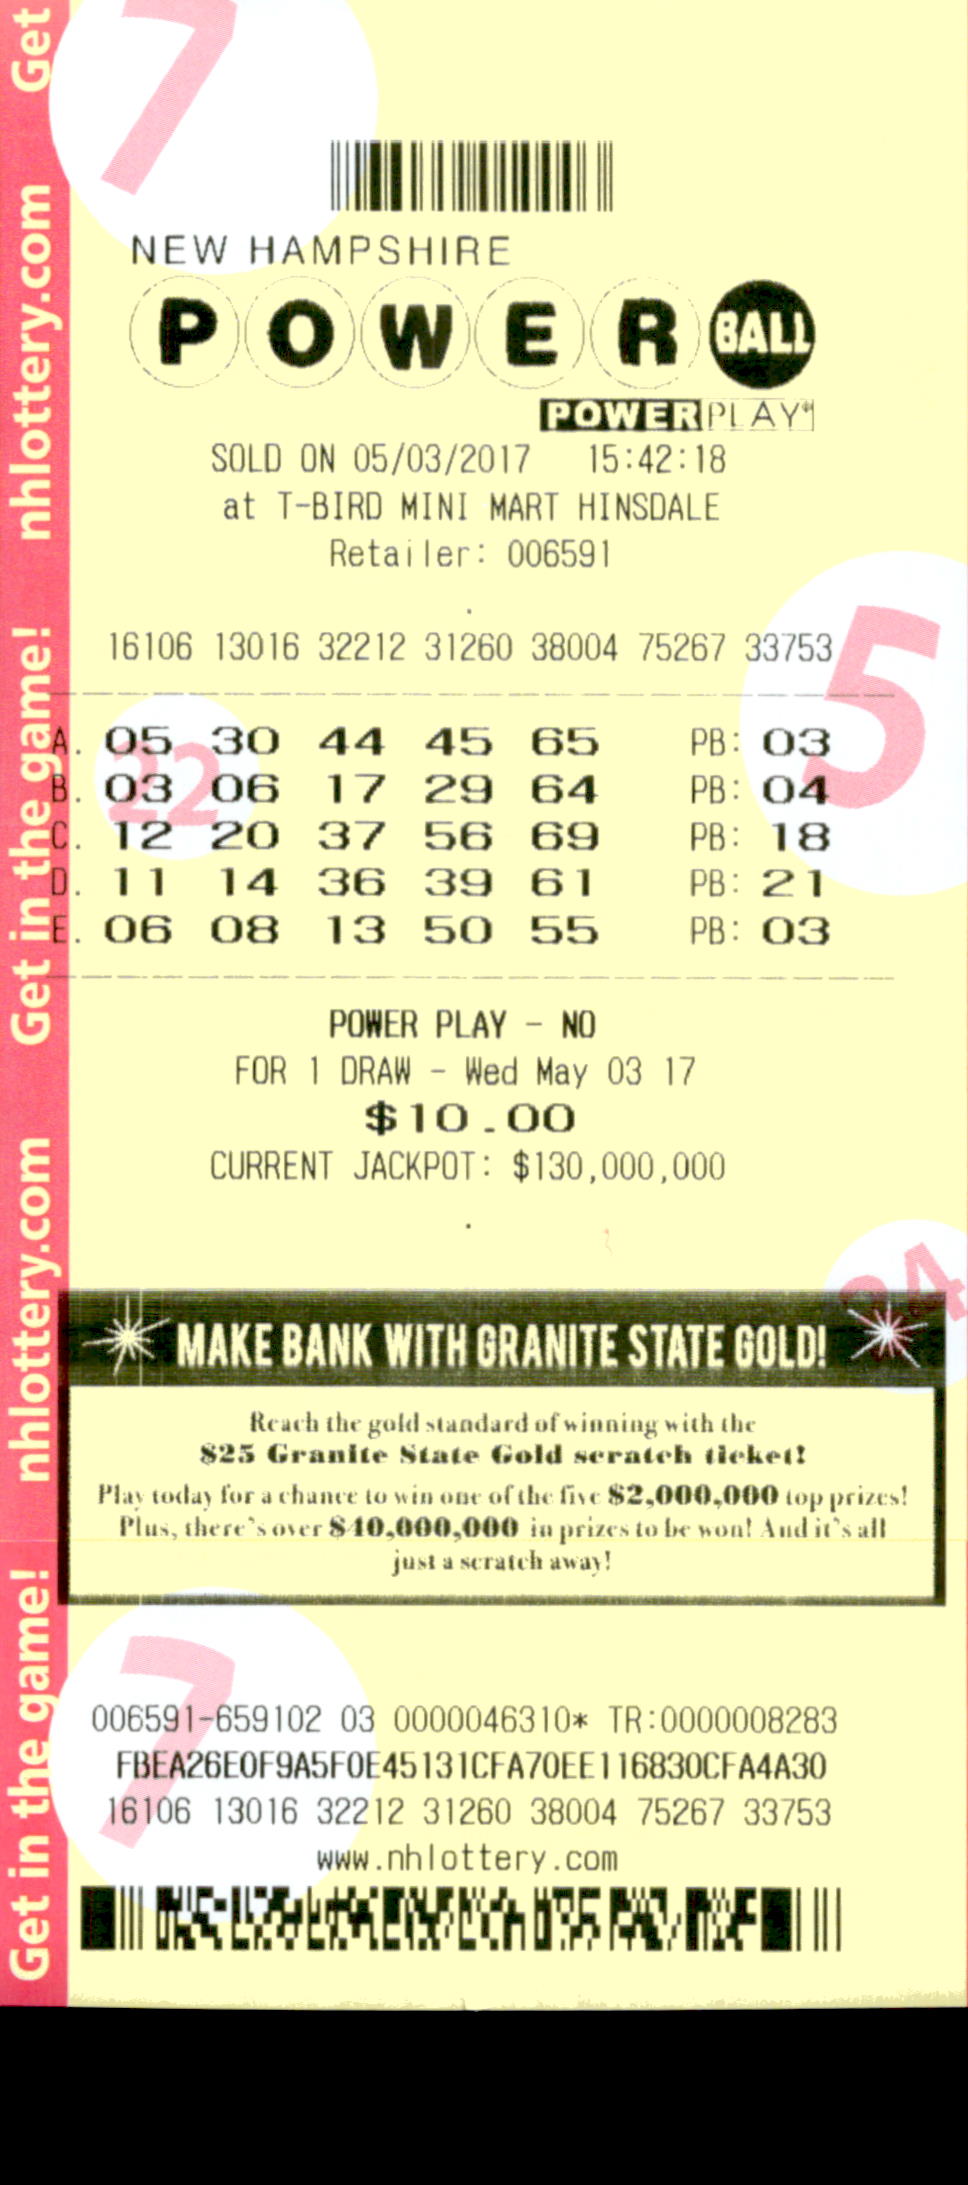 Get
nhlottery.com
Get in the game!
nhlottery.com
Get in the game!
7
NEW HAMPSHIRE
POWER BALL
POWERPLAY®
SOLD ON 05/03/2017 15:42:18
at T-BIRD MINI MART HINSDALE
Retailer: 006591
5
16106 13016 32212 31260 38004 75267 33753
22
A. 05 30 44 45 65 PB: 03
B. 03 06 17 29 64 PB: 04
C. 12 20 37 56 69 PB: 18
D. 11 14 36 39 61 PB: 21
E. 06 08 13 50 55 PB: 03
POWER PLAY - NO
FOR 1 DRAW - Wed May 03 17
$10.00
CURRENT JACKPOT: $130,000,000
24
MAKE BANK WITH GRANITE STATE GOLD!
Reach the gold standard of winning with the
$25 Granite State Gold scratch ticket!
Play today for a chance to win one of the five $2,000,000 top prizes!
Plus, there's over $40,000,000 in prizes to be won! And it's all
just a scratch away!
7
006591-659102 03 0000046310* TR:0000008283
FBEA26E0F9A5F0E45131CFA70EE116830CFA4A30
16106 13016 32212 31260 38004 75267 33753
www.nhlottery.com